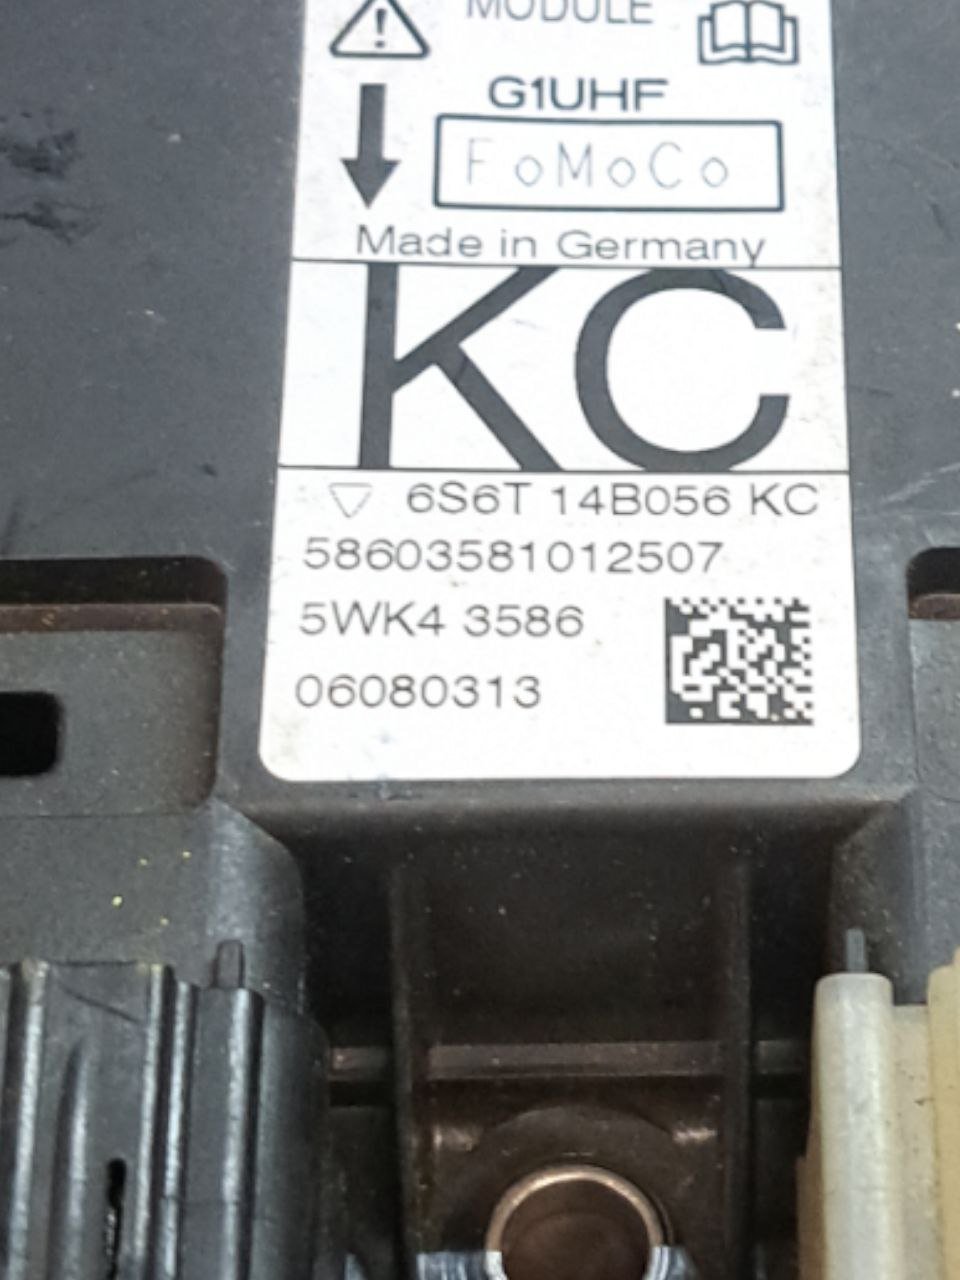 MODULE
G1UHF
FoMoCo
Made in Germany
KC
6S6T 14B056 KC
58603581012507
5WK4 3586
06080313